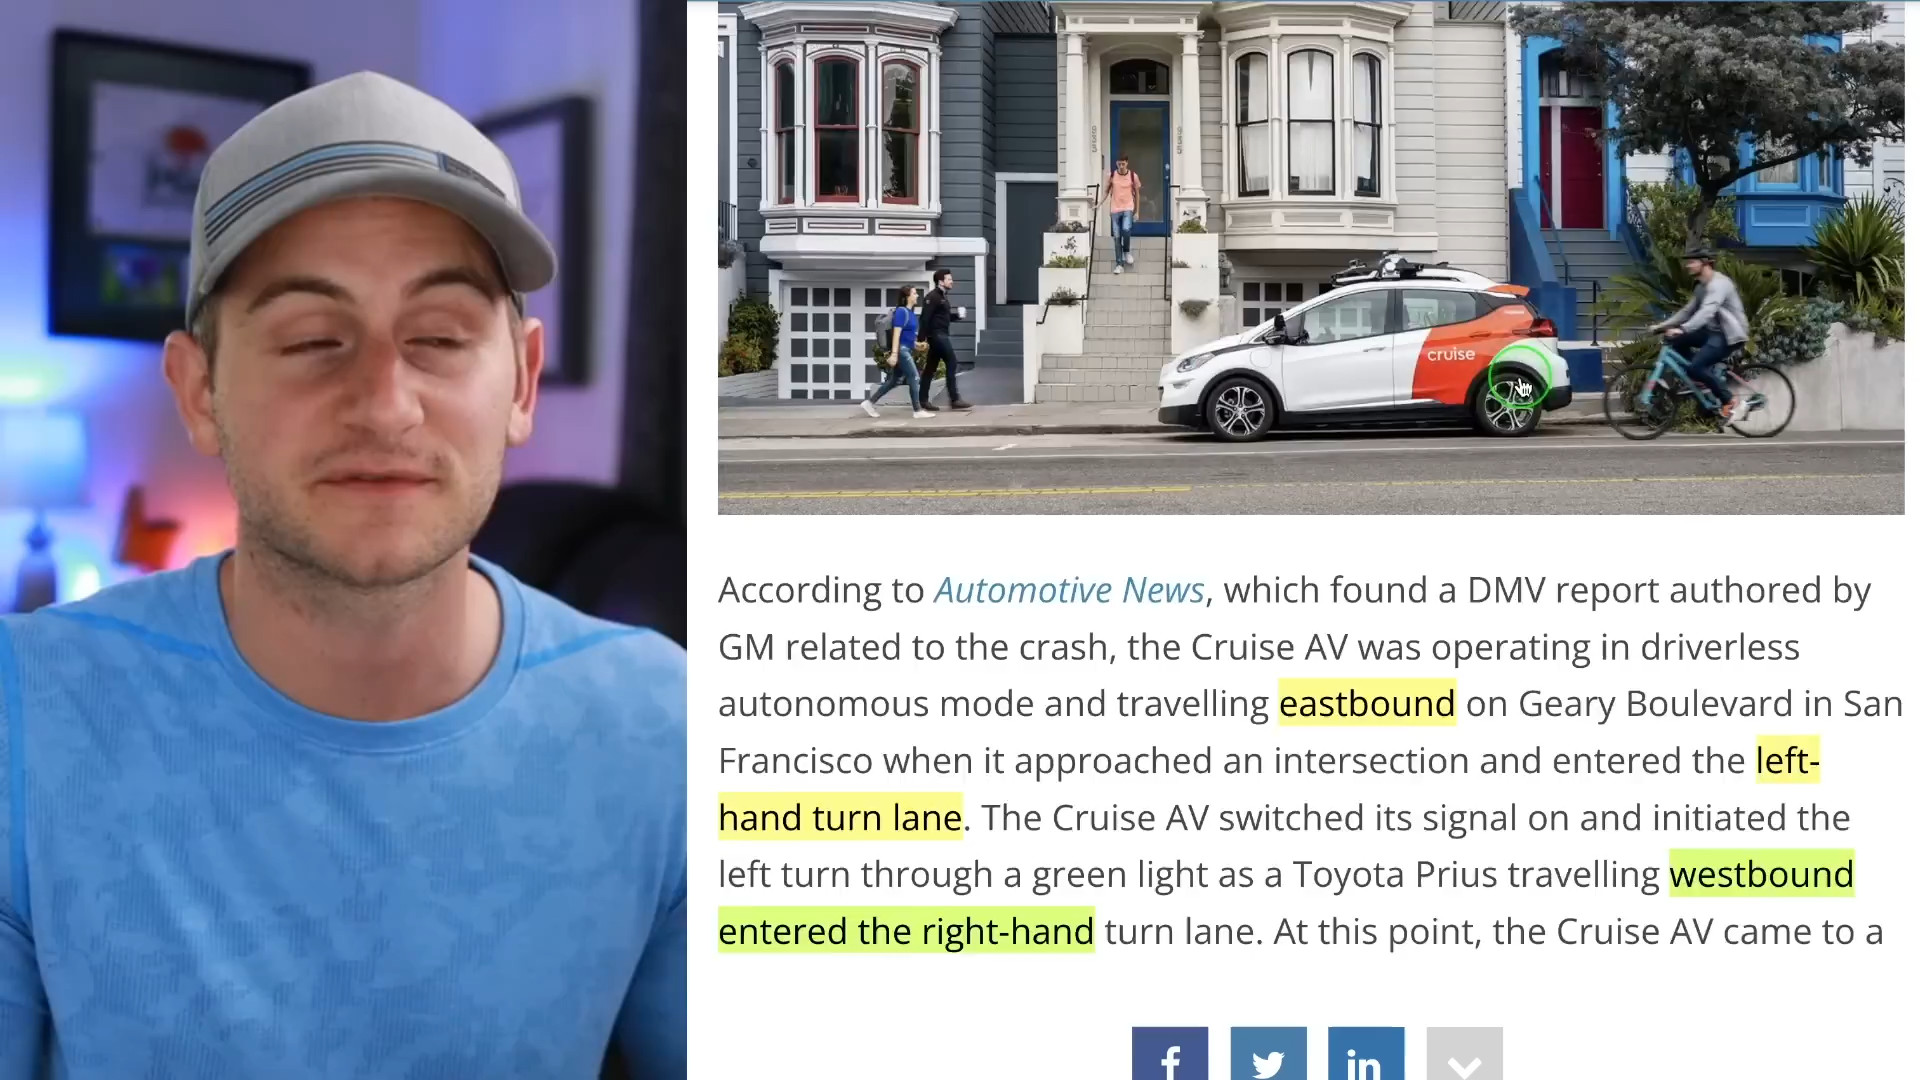 cruise
According to Automotive News, which found a DMV report authored by
GM related to the crash, the Cruise AV was operating in driverless
autonomous mode and travelling eastbound on Geary Boulevard in San
Francisco when it approached an intersection and entered the left-
hand turn lane. The Cruise AV switched its signal on and initiated the
left turn through a green light as a Toyota Prius travelling westbound
entered the right-hand turn lane. At this point, the Cruise AV came to a
f
in